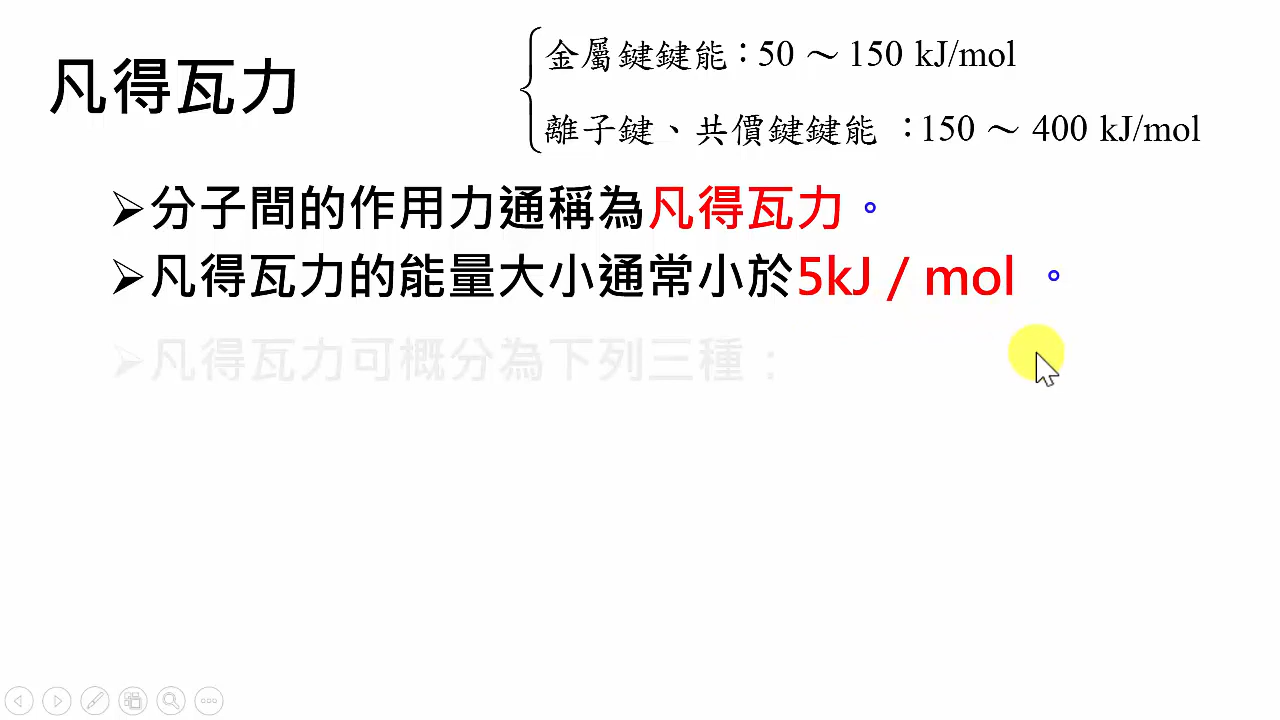 凡得瓦力
金屬鍵鍵能：50 ～ 150 kJ/mol
離子鍵、共價鍵鍵能 ：150 ～ 400 kJ/mol
➢分子間的作用力通稱為凡得瓦力。
➢凡得瓦力的能量大小通常小於5kJ / mol 。
➢凡得瓦力可概分為下列三種：